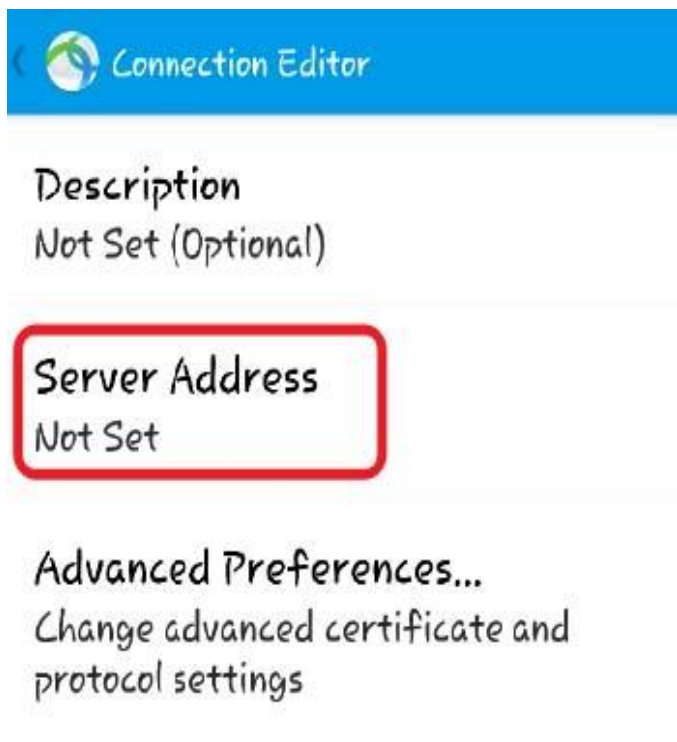 Connection Editor
Description
Not Set (Optional)
Server Address
Not Set
Advanced Preferences...
Change advanced certificate and
protocol settings